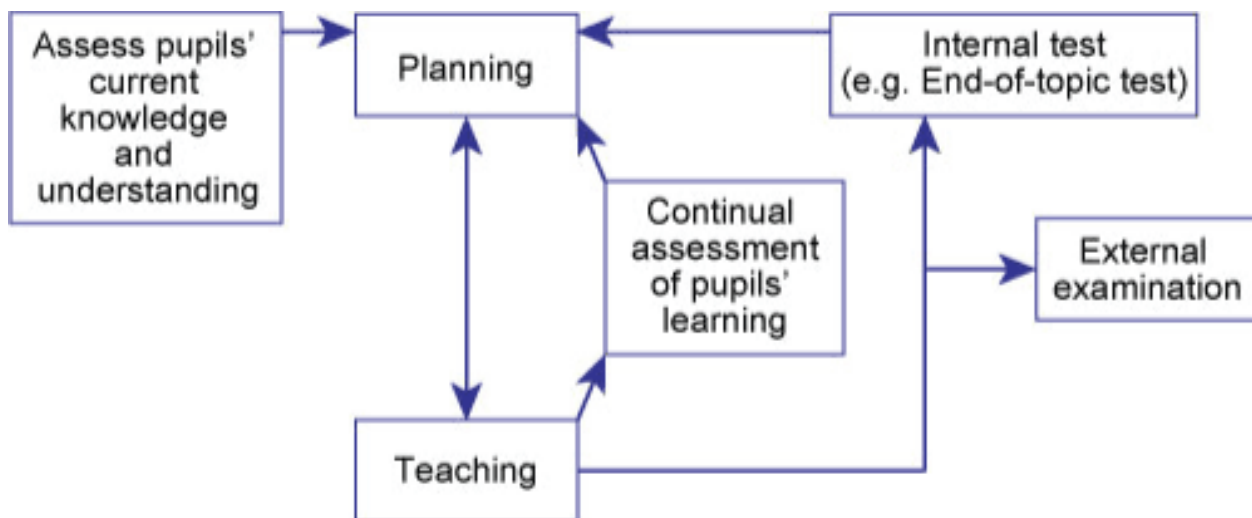 Assess pupils’
current
knowledge
and
understanding
Planning
Internal test
(e.g. End-of-topic test)
Continual
assessment
of pupils’
learning
External
examination
Teaching